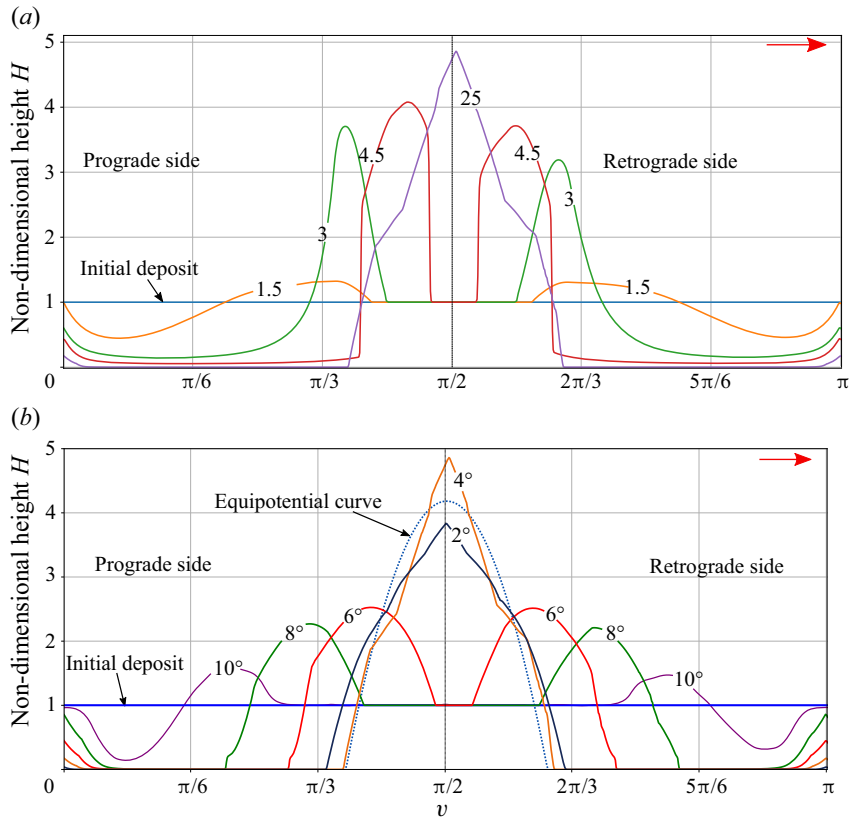 (a)
5
4
3
2
1
0
Non-dimensional height H
25
4.5
4.5
Prograde side
Retrograde side
3
3
Initial deposit
1.5
1.5
π/6
π/3
π/2
2π/3
5π/6
π
(b)
5
4
3
2
1
0
Non-dimensional height H
4°
Equipotential curve
2°
Prograde side
Retrograde side
6°
6°
8°
8°
Initial deposit
10°
10°
π/6
π/3
π/2
2π/3
5π/6
π
υ